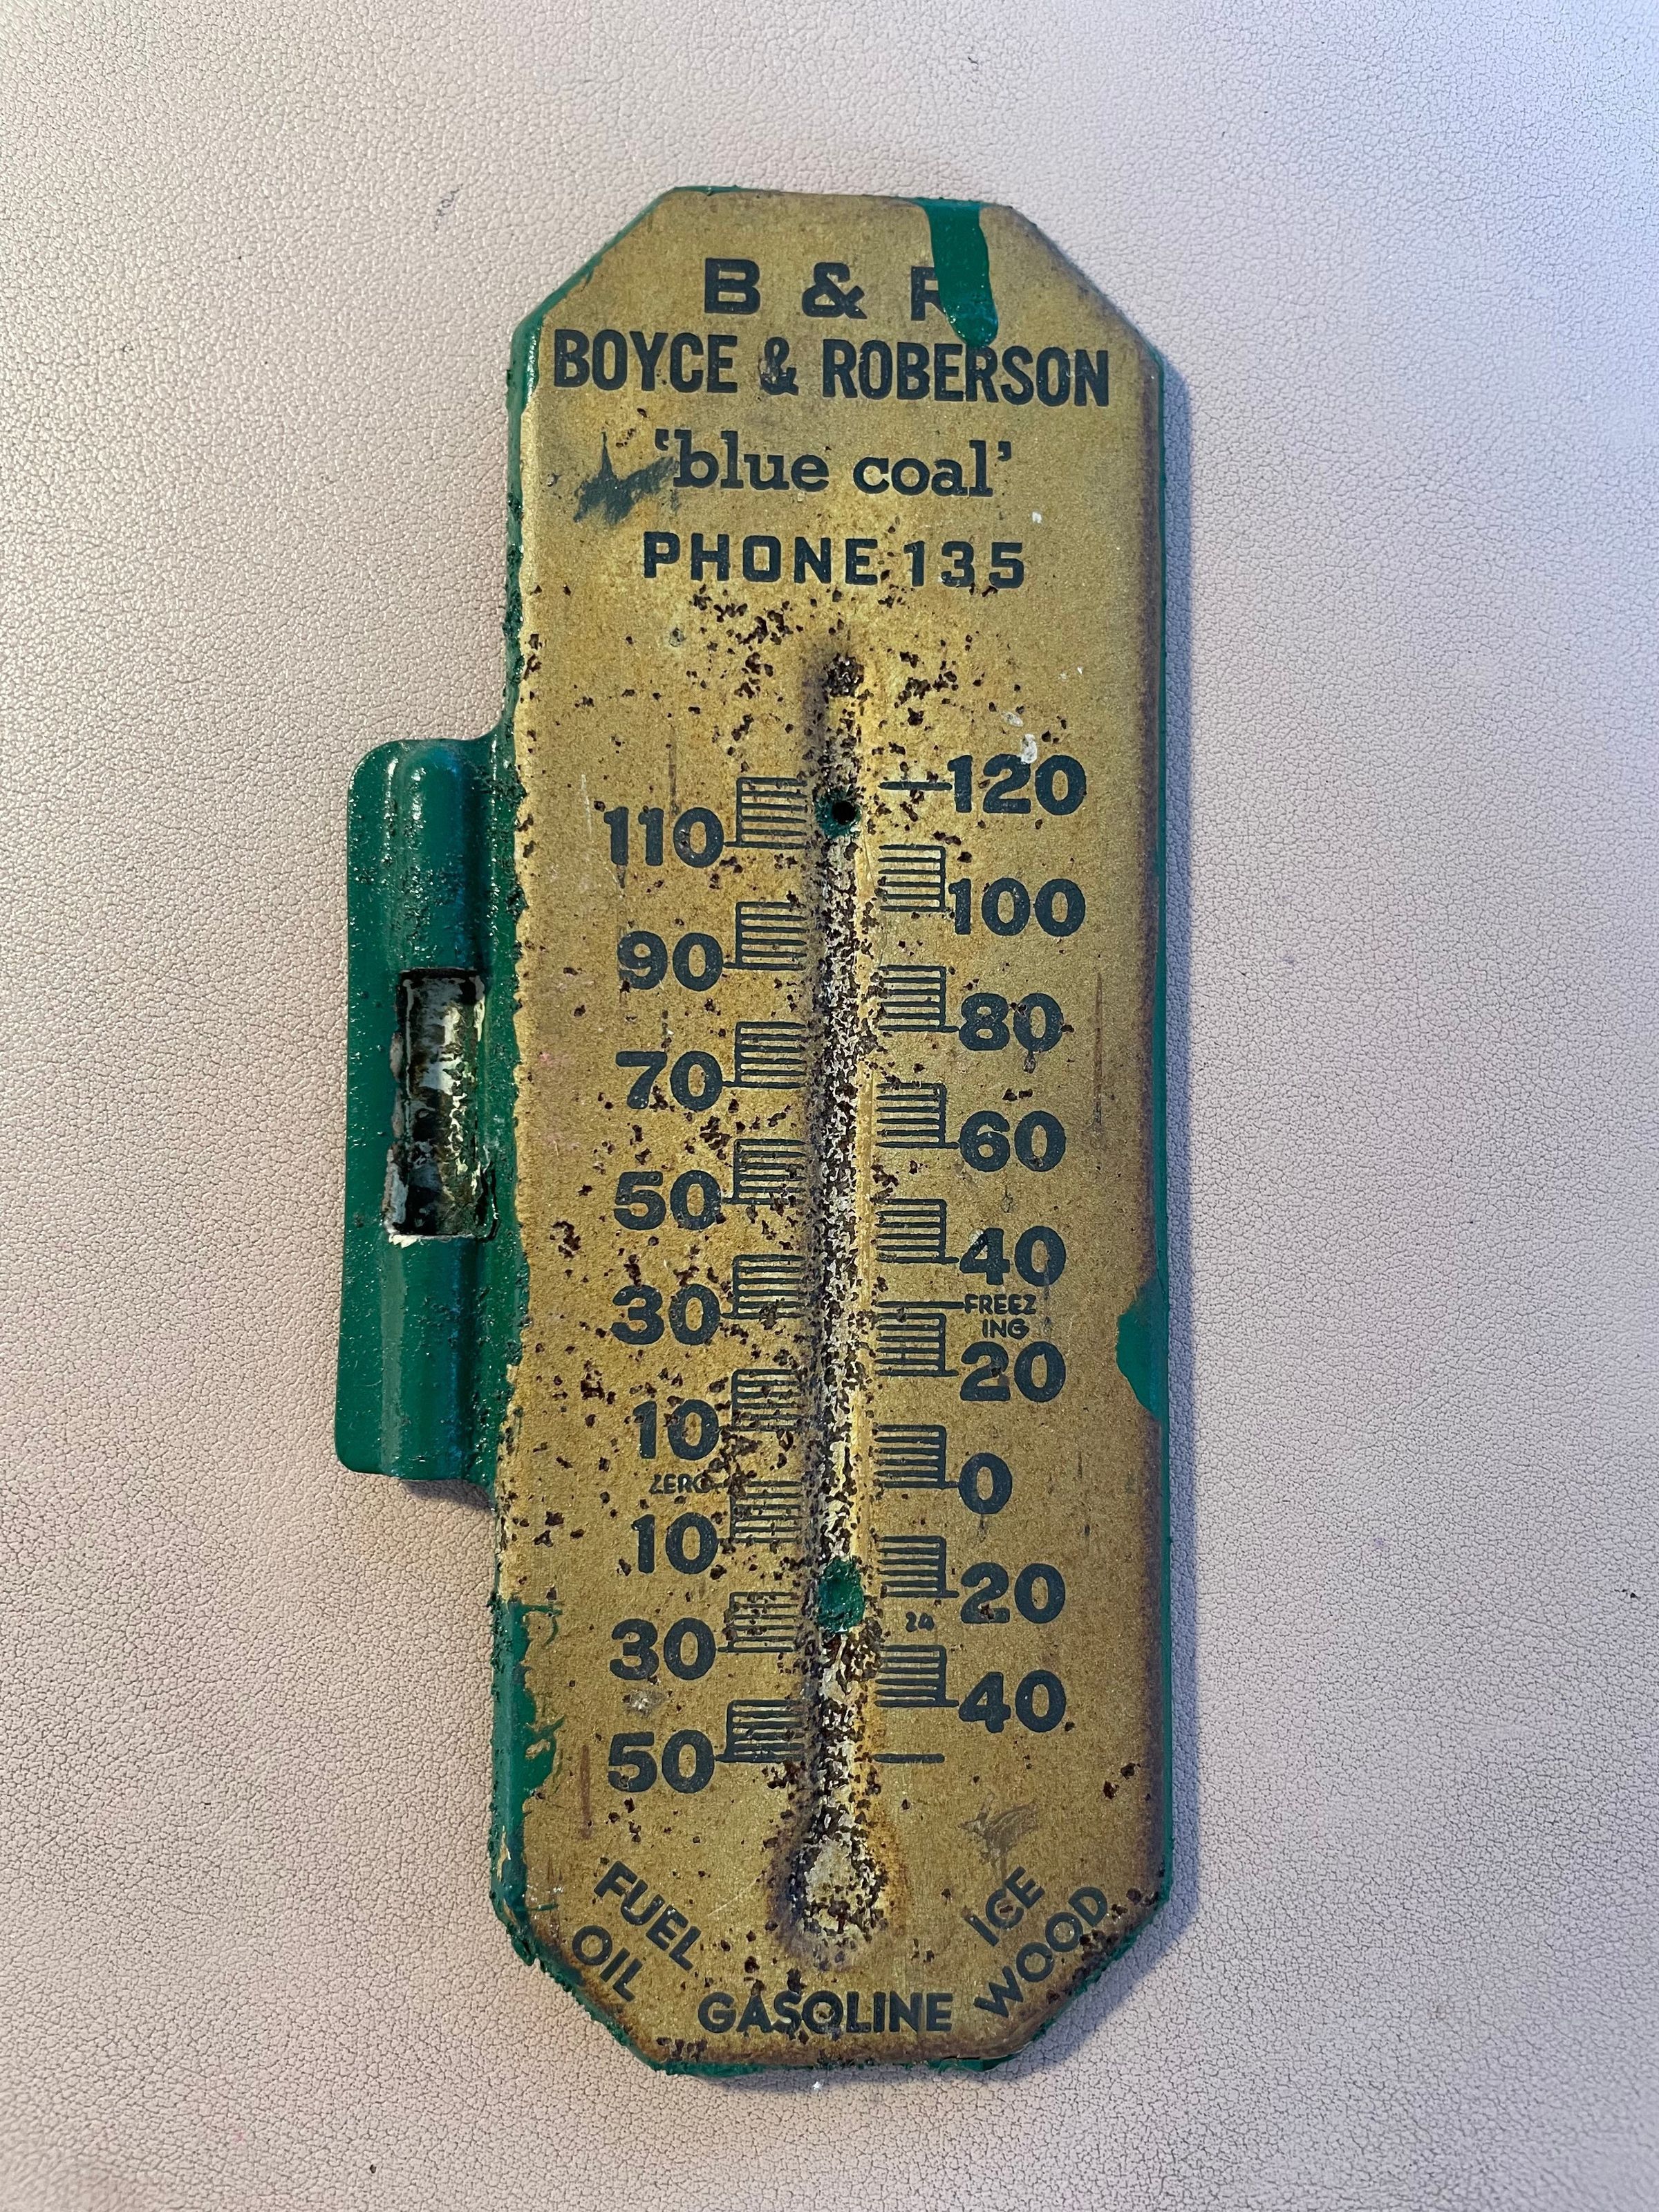 B & R
BOYCE & ROBERSON
'blue coal'
PHONE 135
120
110
100
90
80
70
60
50
40
30
FREEZ
ING
20
10
ZERO
0
10
20
30
24
40
50
FUEL
OIL
GASOLINE
ICE
WOOD